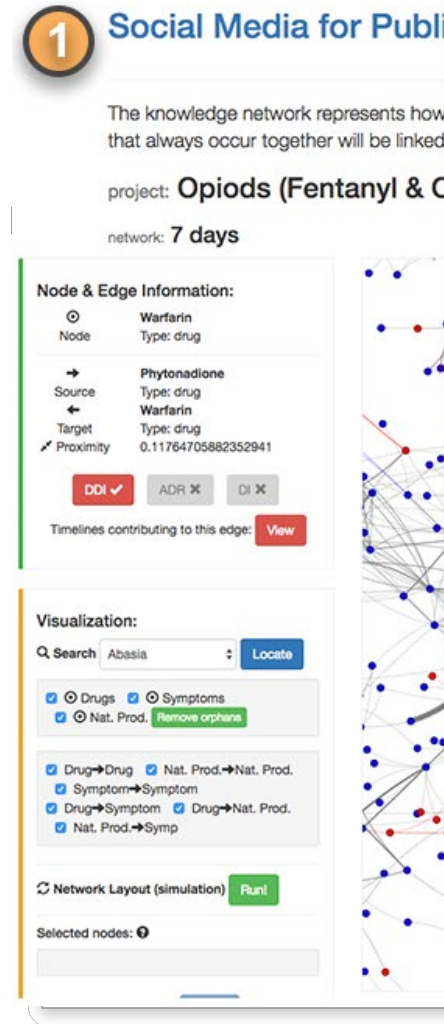 1
Social Media for Publi
The knowledge network represents how
that always occur together will be linked
project: Opiods (Fentanyl & C
network: 7 days
Node & Edge Information:
Node Warfarin
Type: drug
Source Phytonadione
Type: drug
Target Warfarin
Type: drug
Proximity 0.11764705882352941
DDI ADR DI
Timelines contributing to this edge: View
Visualization:
Search Abasia Locate
Drugs Symptoms
Nat. Prod. Remove orphans
Drug→Drug Nat. Prod.→Nat. Prod.
Symptom→Symptom
Drug→Symptom Drug→Nat. Prod.
Nat. Prod.→Symp
Network Layout (simulation) Run!
Selected nodes: